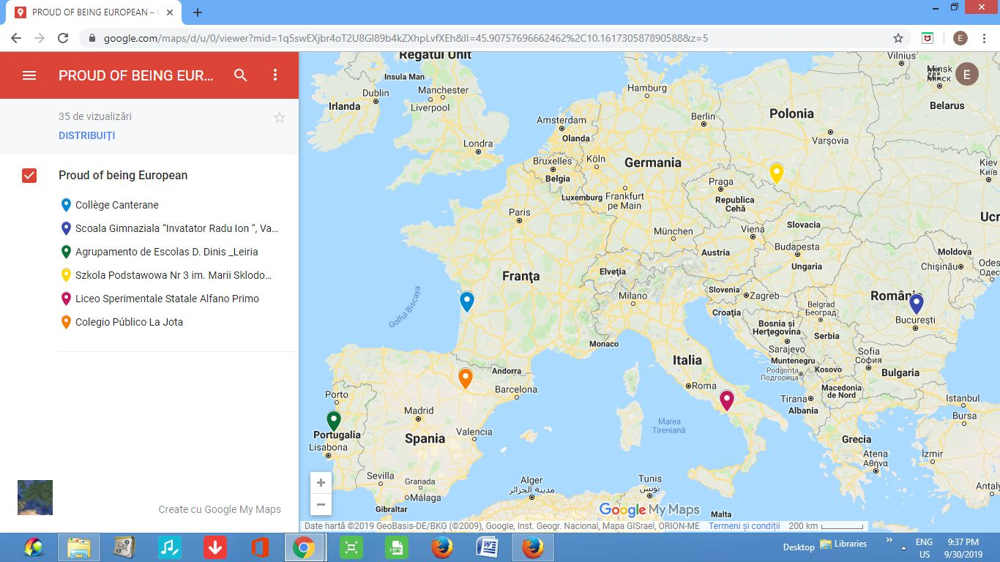 PROUD OF BEING EUROPEAN – G
google.com/maps/d/u/0/viewer?mid=1q5swEXjbr4oT2U8Gl89b4kZXhpLvfXEh&ll=45.90757696662462%2C10.1617305878905888&z=5
E
PROUD OF BEING EUR...
35 de vizualizări
DISTRIBUIȚI
Proud of being European
Collège Canterane
Scoala Gimnaziala “Invatator Radu Ion “, Va...
Agrupamento de Escolas D. Dinis _Leiria
Szkola Podstawowa Nr 3 im. Marii Sklodo...
Liceo Sperimentale Statale Alfano Primo
Colegio Público La Jota
Create cu Google My Maps
Regatul Unit
Vilnius
Insula Man
Minsk
Минск
E
Dublin
Manchester
Hamburg
Irlanda
Liverpool
Belarus
Amsterdam
Berlin
Polonia
Olanda
Varșovia
Londra
Bruxelles
Köln
Germania
Kiev
Київ
Belgia
Praga
Luxemburg
Frankfurt
pe Main
Republica
Cehă
Paris
Ucr
Slovacia
München
Viena
Budapesta
Austria
Moldova
Ungaria
Chișinău
Odes
Одесс
Franţa
Elveția
Slovenia
Milano
Zagreb
România
Golful Biscaya
Croația
Belgrad
Београд
București
Bosnia și
Herțegovina
Serbia
Monaco
Sarajevo
Sofia
София
Italia
Muntenegru
Andorra
Podgorița
Подгорица
Kosovo
Bulgaria
Roma
Barcelona
Macedonia
de Nord
Porto
Tirana
Istanbul
Madrid
Albania
Bursa
Marea
Tireniană
Valencia
Portugalia
Spania
Grecia
Lisabona
Atena
Αθήνα
İzmir
Sevilla
Granada
Alger
مدينة الجزائر
Tunis
تونس
Antaly
Málaga
Gibraltar
Google My Maps
Malta
Date hartă ©2019 GeoBasis-DE/BKG (©2009), Google, Inst. Geogr. Nacional, Mapa GISrael, ORION-ME
Termeni și condiții
200 km
MP4
W
Desktop
Libraries
ENG
US
9:37 PM
9/30/2019